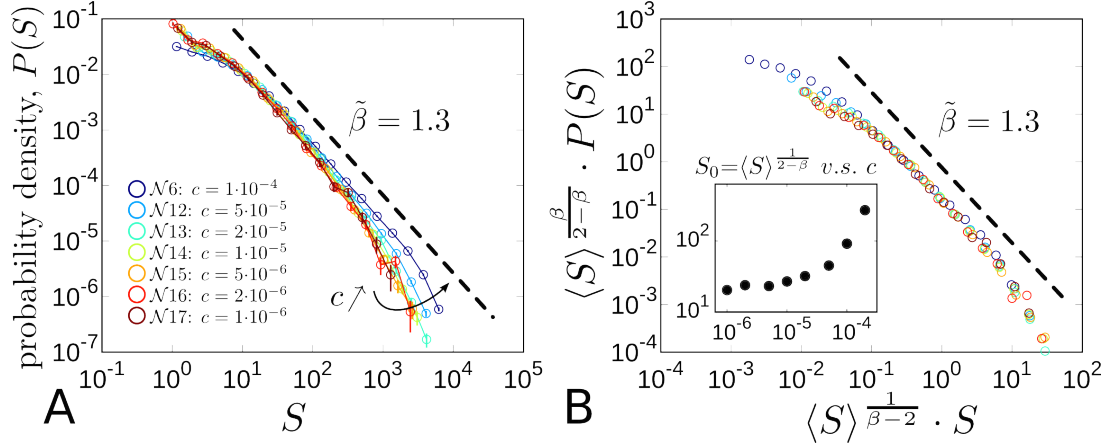 probability density, P(S)
10^-1
10^-2
10^-3
10^-4
10^-5
10^-6
10^-7
β̃ = 1.3
𝒩6: c = 1·10^-4
𝒩12: c = 5·10^-5
𝒩13: c = 2·10^-5
𝒩14: c = 1·10^-5
𝒩15: c = 5·10^-6
𝒩16: c = 2·10^-6
𝒩17: c = 1·10^-6
c↗
10^-1 10^0 10^1 10^2 10^3 10^4 10^5
A
S
⟨S⟩^(β/(2−β)) · P(S)
10^3
10^2
10^1
10^0
10^-1
10^-2
10^-3
10^-4
β̃ = 1.3
S_0=⟨S⟩^(1/(2−β)) v.s. c
10^2
10^1
10^-6 10^-5 10^-4
10^-4 10^-3 10^-2 10^-1 10^0 10^1 10^2
B
⟨S⟩^(1/(β−2)) · S